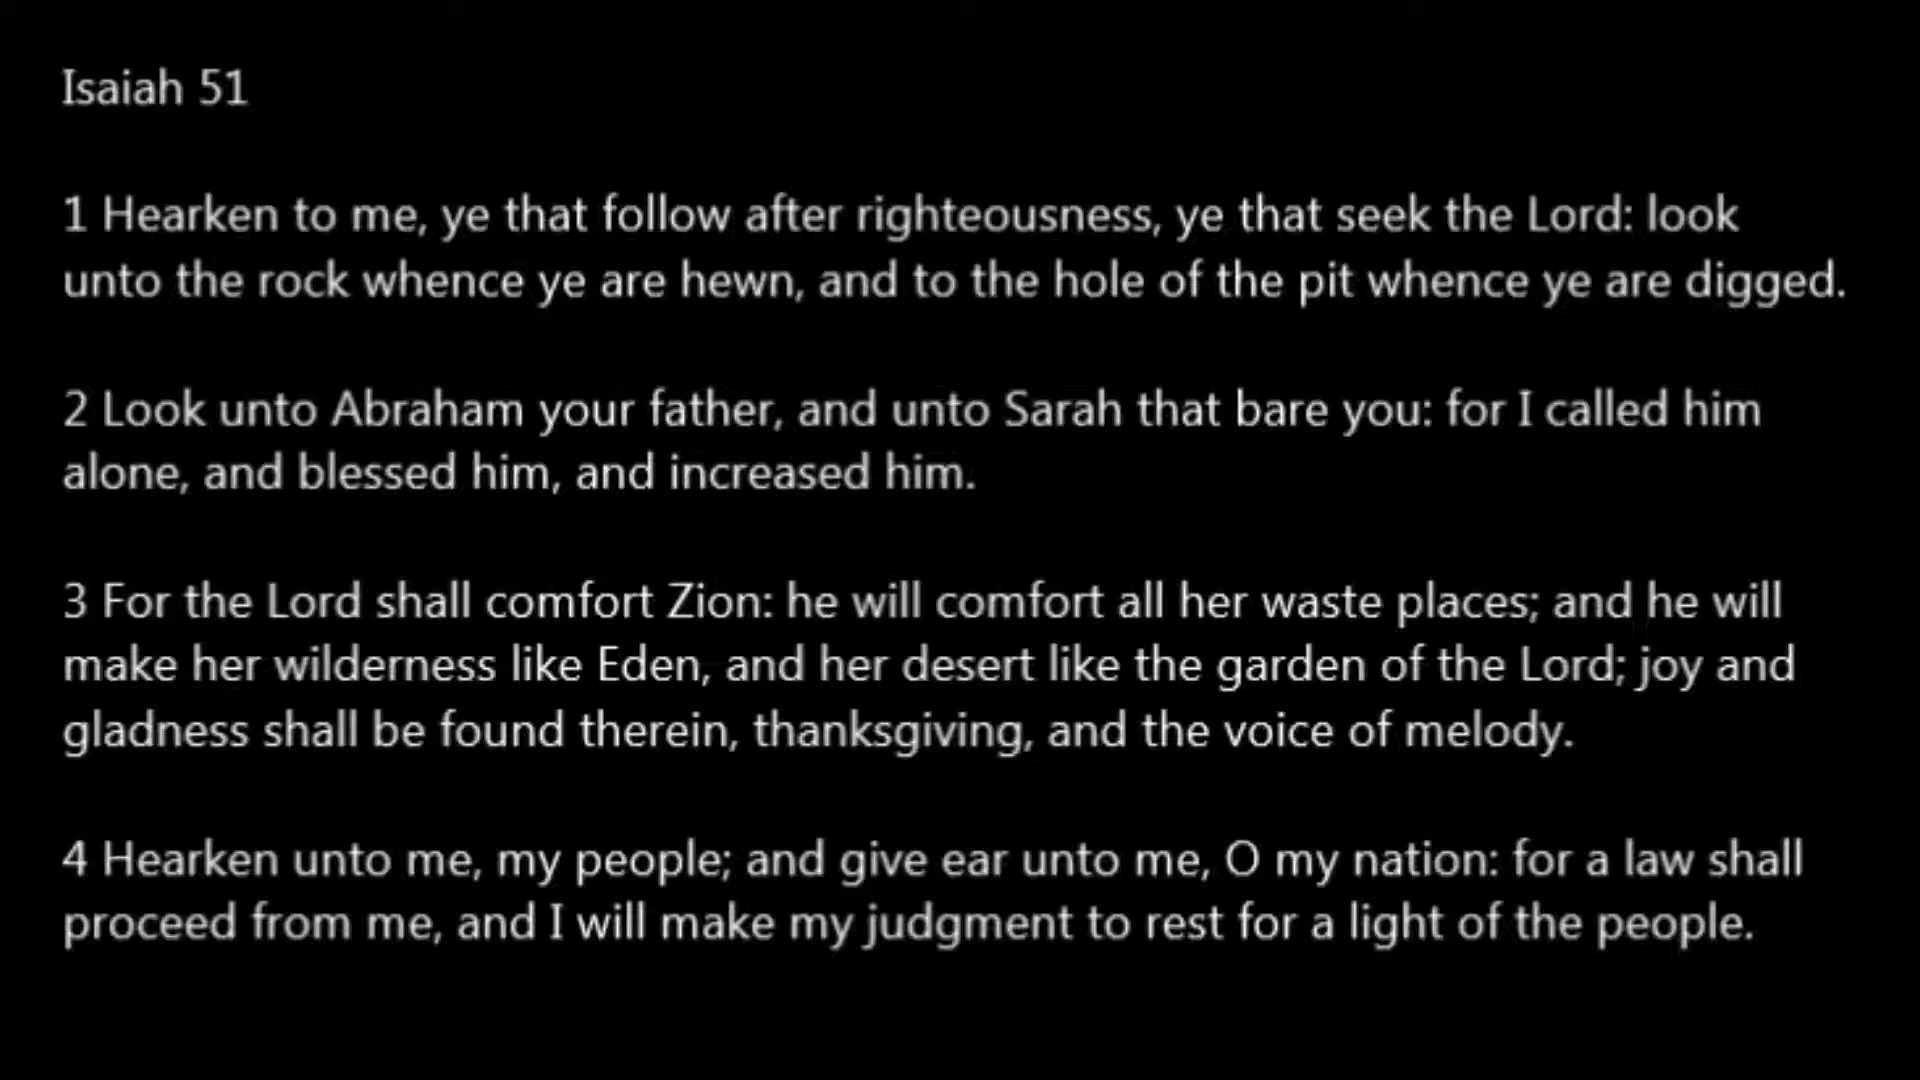 Isaiah 51
1 Hearken to me, ye that follow after righteousness, ye that seek the Lord: look
unto the rock whence ye are hewn, and to the hole of the pit whence ye are digged.
2 Look unto Abraham your father, and unto Sarah that bare you: for I called him
alone, and blessed him, and increased him.
3 For the Lord shall comfort Zion: he will comfort all her waste places; and he will
make her wilderness like Eden, and her desert like the garden of the Lord; joy and
gladness shall be found therein, thanksgiving, and the voice of melody.
4 Hearken unto me, my people; and give ear unto me, O my nation: for a law shall
proceed from me, and I will make my judgment to rest for a light of the people.